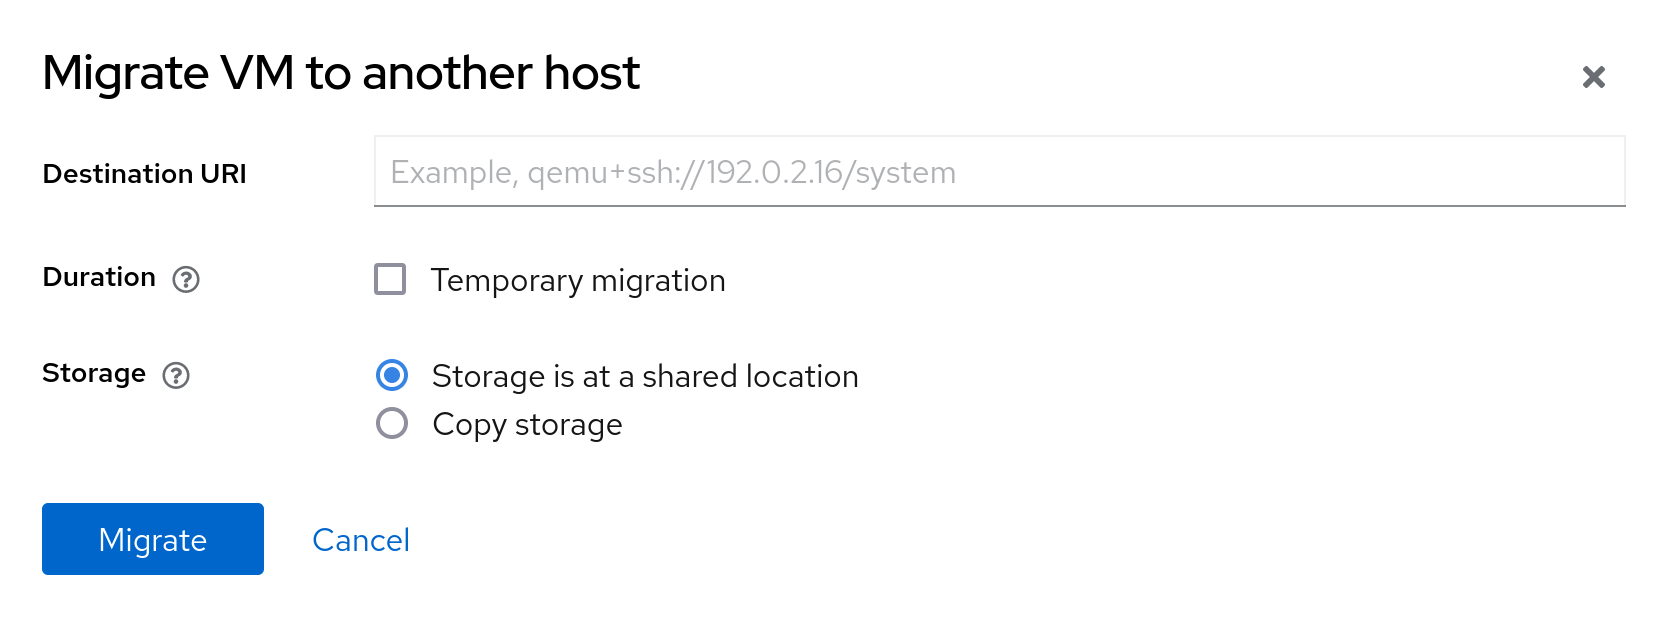 Migrate VM to another host
Destination URI
Example, qemu+ssh://192.0.2.16/system
Duration ?
Temporary migration
Storage ?
Storage is at a shared location
Copy storage
Migrate
Cancel